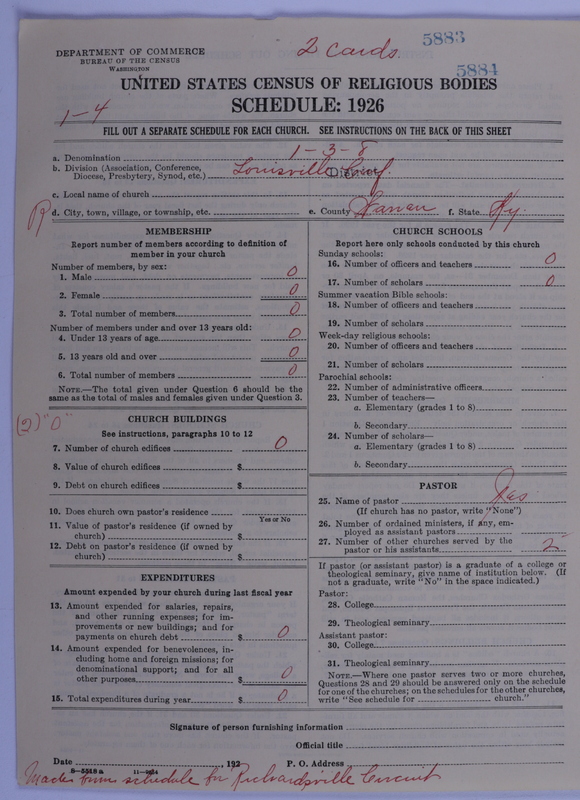 2 cards.
5883
DEPARTMENT OF COMMERCE
BUREAU OF THE CENSUS
WASHINGTON
5884
UNITED STATES CENSUS OF RELIGIOUS BODIES
SCHEDULE: 1926
1-4
FILL OUT A SEPARATE SCHEDULE FOR EACH CHURCH. SEE INSTRUCTIONS ON THE BACK OF THIS SHEET
a. Denomination 1-3-8
b. Division (Association, Conference, Diocese, Presbytery, Synod, etc.) Louisville Conf.
c. Local name of church
R
d. City, town, village, or township, etc. e. County Warren f. State Ky.
MEMBERSHIP
Report number of members according to definition of member in your church
Number of members, by sex:
1. Male 0
2. Female 0
3. Total number of members 0
Number of members under and over 13 years old:
4. Under 13 years of age 0
5. 13 years old and over 0
6. Total number of members 0
NOTE.—The total given under Question 6 should be the same as the total of males and females given under Question 3.
(2) "0"
CHURCH BUILDINGS
See instructions, paragraphs 10 to 12
7. Number of church edifices 0
8. Value of church edifices $
9. Debt on church edifices $
10. Does church own pastor's residence
Yes or No
11. Value of pastor's residence (if owned by church) $
12. Debt on pastor's residence (if owned by church) $
EXPENDITURES
Amount expended by your church during last fiscal year
13. Amount expended for salaries, repairs, and other running expenses; for improvements or new buildings; and for payments on church debt $ 0
14. Amount expended for benevolences, including home and foreign missions; for denominational support; and for all other purposes $ 0
15. Total expenditures during year $ 0
CHURCH SCHOOLS
Report here only schools conducted by this church
Sunday schools:
16. Number of officers and teachers 0
17. Number of scholars 0
Summer vacation Bible schools:
18. Number of officers and teachers
19. Number of scholars
Week-day religious schools:
20. Number of officers and teachers
21. Number of scholars
Parochial schools:
22. Number of administrative officers
23. Number of teachers—
a. Elementary (grades 1 to 8)
b. Secondary
24. Number of scholars—
a. Elementary (grades 1 to 8)
b. Secondary
PASTOR
25. Name of pastor Yes
(If church has no pastor, write "None")
26. Number of ordained ministers, if any, employed as assistant pastors
27. Number of other churches served by the pastor or his assistants 2
If pastor (or assistant pastor) is a graduate of a college or theological seminary, give name of institution below. (If not a graduate, write "No" in the space indicated.)
Pastor:
28. College
29. Theological seminary
Assistant pastor:
30. College
31. Theological seminary
NOTE.—Where one pastor serves two or more churches, Questions 28 and 29 should be answered only on the schedule for one of the churches; on the schedules for the other churches, write "See schedule for church."
Signature of person furnishing information
Official title
Date , 192 P. O. Address
8-5518a 11-9034
Made from schedule for Richardsville Circuit